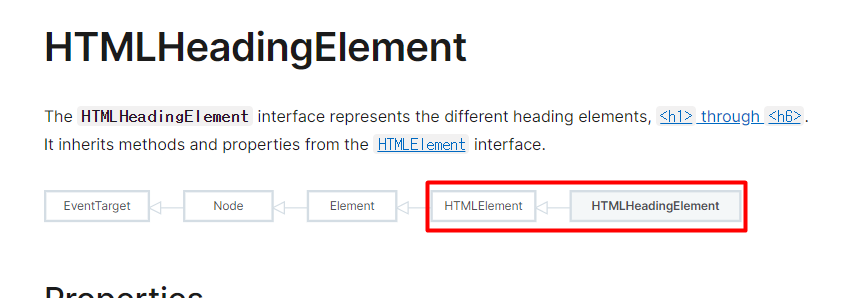 HTMLHeadingElement
The HTMLHeadingElement interface represents the different heading elements, <h1> through <h6>.
It inherits methods and properties from the HTMLElement interface.
EventTarget Node Element HTMLElement HTMLHeadingElement
Properties